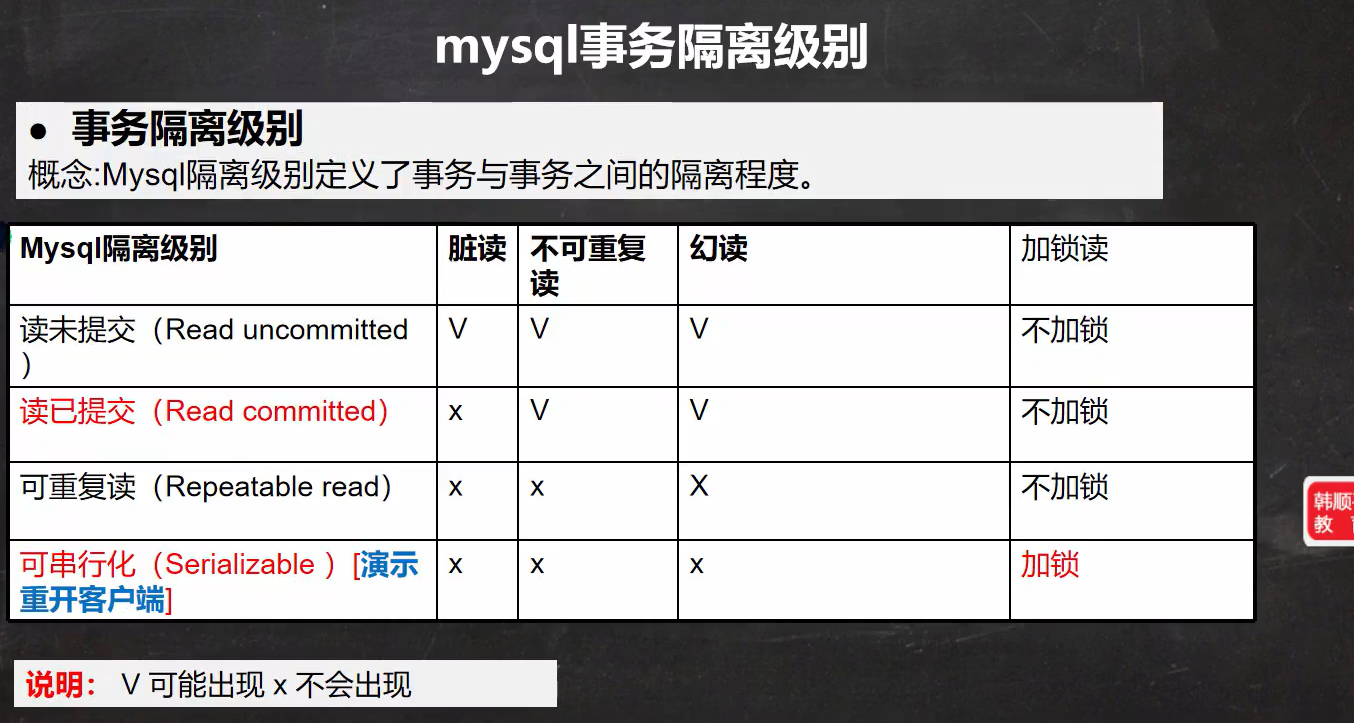 mysql事务隔离级别
● 事务隔离级别
概念:Mysql隔离级别定义了事务与事务之间的隔离程度。
Mysql隔离级别 脏读 不可重复 幻读 加锁读
读
读未提交（Read uncommitted V V V 不加锁
）
读已提交（Read committed） x V V 不加锁
可重复读（Repeatable read） x x X 不加锁
可串行化（Serializable ）[演示 x x x 加锁
重开客户端]
韩顺
教
说明： V 可能出现 x 不会出现